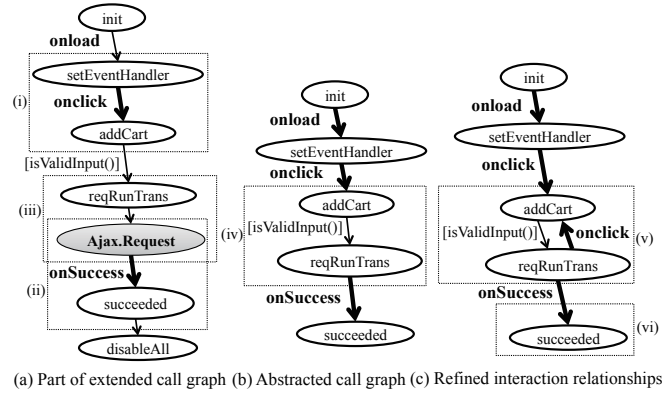 init
onload
setEventHandler
(i)
onclick
addCart
[isValidInput()]
reqRunTrans
(iii)
Ajax.Request
onSuccess
(ii)
succeeded
disableAll
(a) Part of extended call graph
init
onload
setEventHandler
onclick
addCart
[isValidInput()]
(iv)
reqRunTrans
onSuccess
succeeded
(b) Abstracted call graph
init
onload
setEventHandler
onclick
addCart
[isValidInput()]
onclick
(v)
reqRunTrans
onSuccess
(vi)
succeeded
(c) Refined interaction relationships